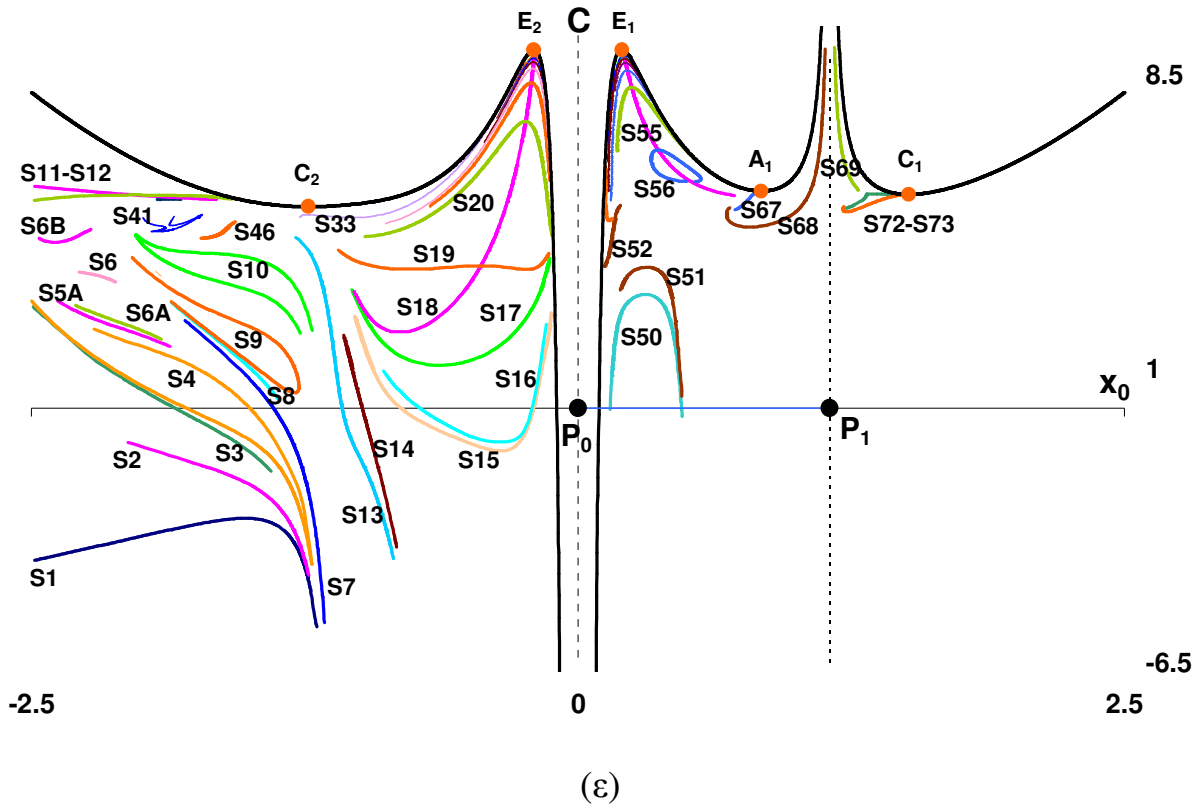 E2 C E1
8.5
S55
S11-S12 C2 A1
S69
S56
S41 S20
S6B S46 S33 S67 S68 S72-S73
S19 S52
S6 S10 S51
S5A S6A S18 S17 S50
S9
S4 S16 x0 1
S8
P0 P1
S2 S3 S14 S15
S13
S1 S7
-6.5
-2.5 0 2.5
(ε)